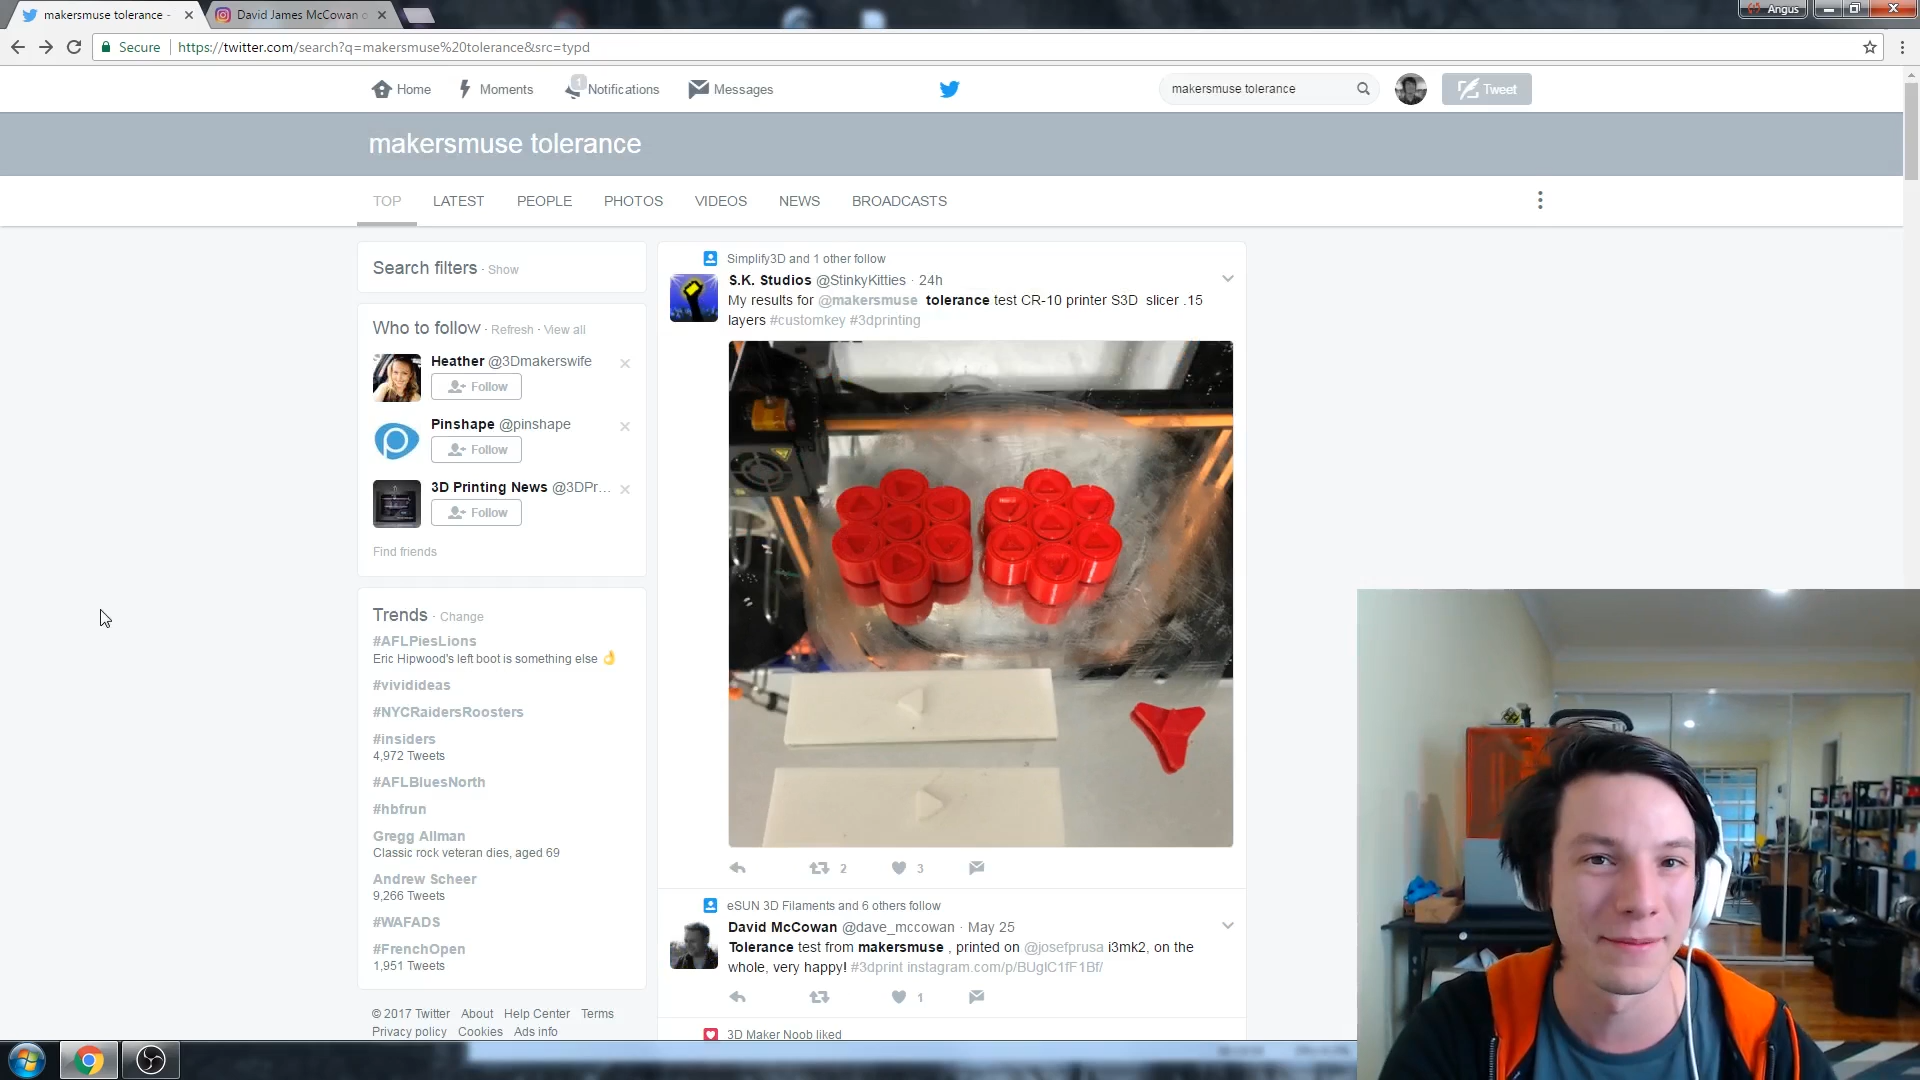 makersmuse tolerance -
David James McCowan o
Angus
Secure
https://twitter.com/search?q=makersmuse%20tolerance&src=typd
Home
Moments
1
Notifications
Messages
makersmuse tolerance
Tweet
makersmuse tolerance
TOP
LATEST
PEOPLE
PHOTOS
VIDEOS
NEWS
BROADCASTS
Search filters · Show
Who to follow · Refresh · View all
Heather @3Dmakerswife
Follow
Pinshape @pinshape
Follow
3D Printing News @3DPr...
Follow
Find friends
Trends · Change
#AFLPiesLions
Eric Hipwood's left boot is something else 👌
#vividideas
#NYCRaidersRoosters
#insiders
4,972 Tweets
#AFLBluesNorth
#hbfrun
Gregg Allman
Classic rock veteran dies, aged 69
Andrew Scheer
9,266 Tweets
#WAFADS
#FrenchOpen
1,951 Tweets
© 2017 Twitter About Help Center Terms
Privacy policy Cookies Ads info
Simplify3D and 1 other follow
S.K. Studios @StinkyKitties · 24h
My results for @makersmuse tolerance test CR-10 printer S3D slicer .15
layers #customkey #3dprinting
2
3
eSUN 3D Filaments and 6 others follow
David McCowan @dave_mccowan · May 25
Tolerance test from makersmuse , printed on @josefprusa i3mk2, on the
whole, very happy! #3dprint instagram.com/p/BUglC1fF1Bf/
1
3D Maker Noob liked